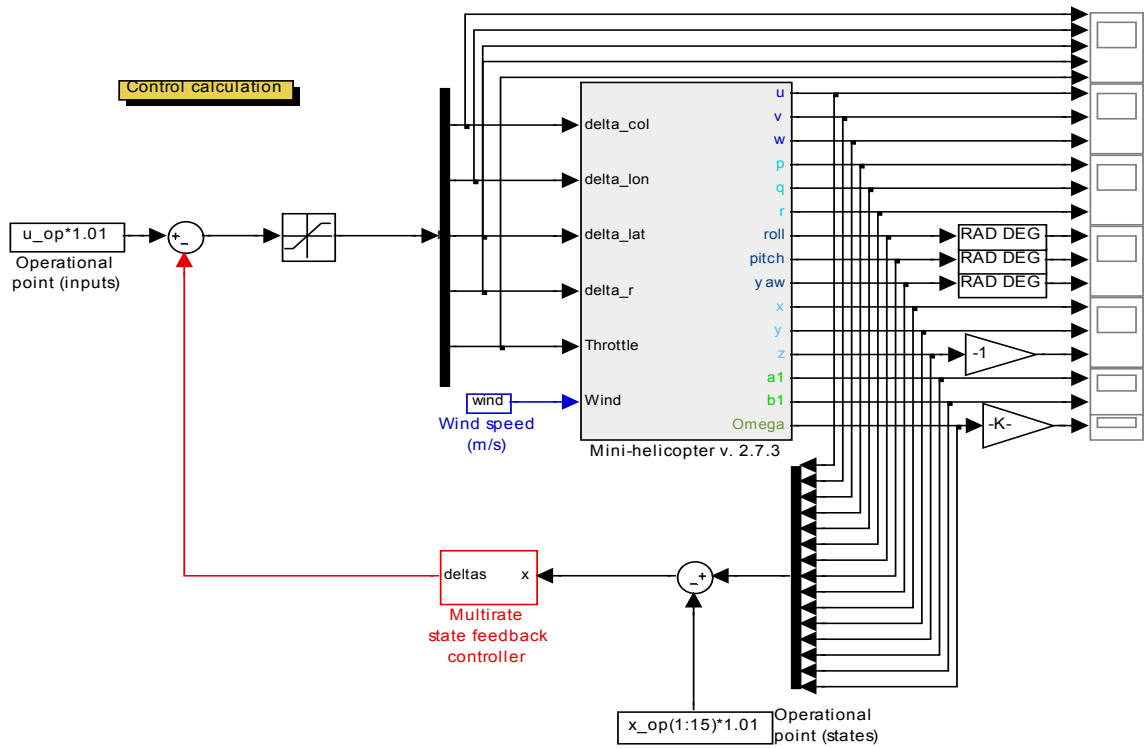 Control calculation
u_op*1.01
Operational
point (inputs)
+
-
delta_col
delta_lon
delta_lat
delta_r
Throttle
Wind
wind
Wind speed
(m/s)
u
v
w
p
q
r
roll
pitch
yaw
x
y
z
a1
b1
Omega
Mini-helicopter v. 2.7.3
RAD DEG
RAD DEG
RAD DEG
-1
-K-
deltas
x
Multirate
state feedback
controller
-
+
x_op(1:15)*1.01
Operational
point (states)